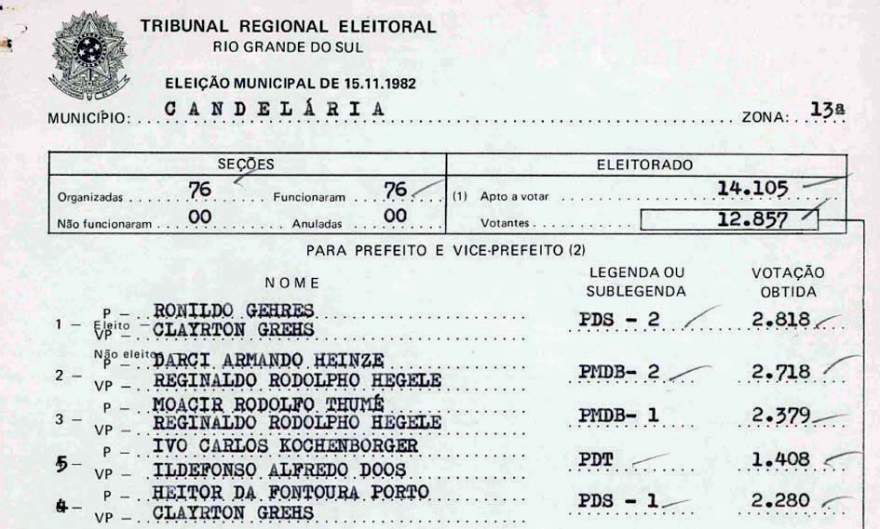 TRIBUNAL REGIONAL ELEITORAL
RIO GRANDE DO SUL
ELEIÇÃO MUNICIPAL DE 15.11.1982
MUNICÍPIO: CANDELÁRIA ZONA: 13ª
SEÇÕES ELEITORADO
Organizadas 76 Funcionaram 76 (1) Apto a votar 14.105
Não funcionaram 00 Anuladas 00 Votantes 12.857
PARA PREFEITO E VICE-PREFEITO (2)
NOME LEGENDA OU SUBLEGENDA VOTAÇÃO OBTIDA
P — RONILDO GEHRES
1 — Eleito — PDS - 2 2.818
VP CLAYRTON GREHS
Não eleito
P DARCI ARMANDO HEINZE
2 — PMDB- 2 2.718
VP — REGINALDO RODOLPHO HEGELE
P — MOACIR RODOLFO THUMÉ
3 — PMDB- 1 2.379
VP — REGINALDO RODOLPHO HEGELE
P — IVO CARLOS KOCHENBORGER
5 — PDT 1.408
VP — ILDEFONSO ALFREDO DOOS
P — HEITOR DA FONTOURA PORTO
4 — PDS - 1 2.280
VP — CLAYRTON GREHS